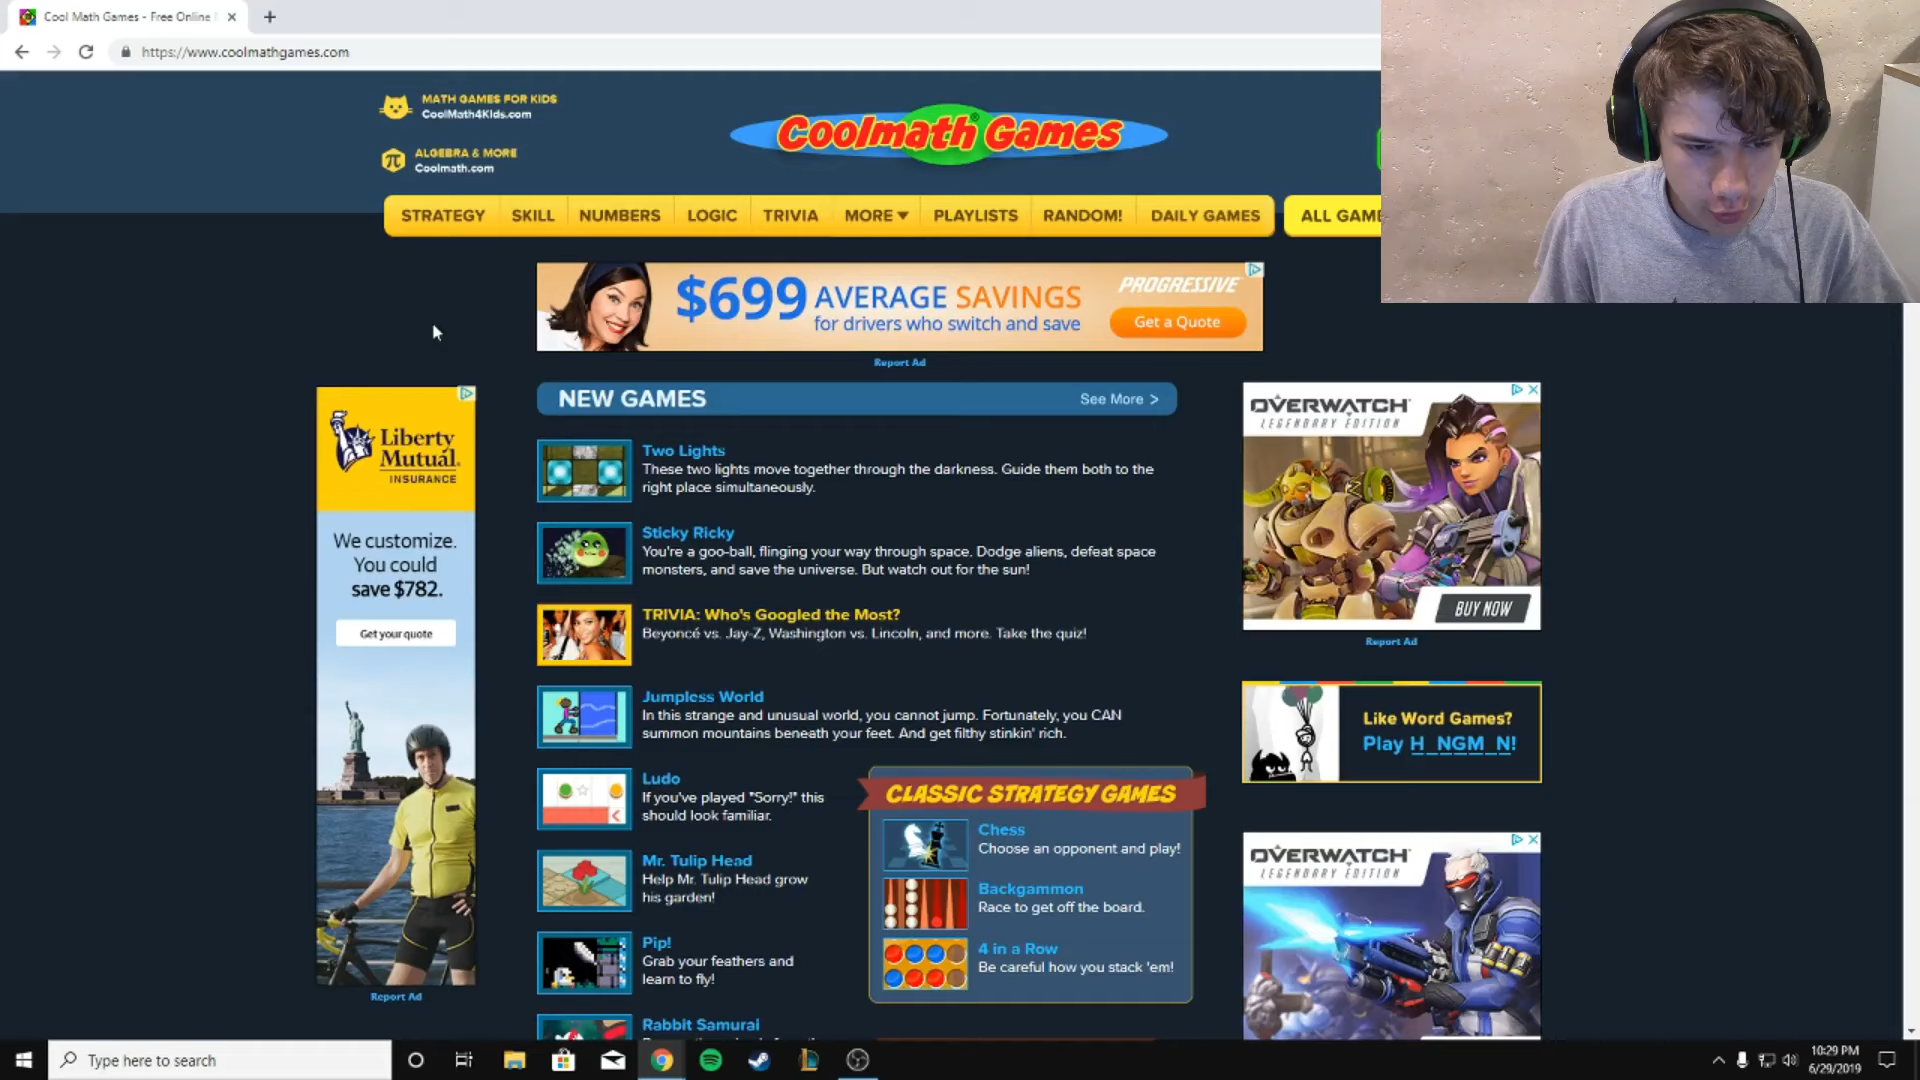 Cool Math Games - Free Online
https://www.coolmathgames.com
MATH GAMES FOR KIDS
CoolMath4Kids.com
ALGEBRA & MORE
Coolmath.com
Coolmath® Games
STRATEGY SKILL NUMBERS LOGIC TRIVIA MORE PLAYLISTS RANDOM! DAILY GAMES ALL GAME
$699 AVERAGE SAVINGS
for drivers who switch and save
PROGRESSIVE
Get a Quote
Report Ad
Liberty
Mutual.
INSURANCE
We customize.
You could
save $782.
Get your quote
Report Ad
NEW GAMES
See More >
Two Lights
These two lights move together through the darkness. Guide them both to the
right place simultaneously.
Sticky Ricky
You're a goo-ball, flinging your way through space. Dodge aliens, defeat space
monsters, and save the universe. But watch out for the sun!
TRIVIA: Who's Googled the Most?
Beyoncé vs. Jay-Z, Washington vs. Lincoln, and more. Take the quiz!
Jumpless World
In this strange and unusual world, you cannot jump. Fortunately, you CAN
summon mountains beneath your feet. And get filthy stinkin' rich.
Ludo
If you've played "Sorry!" this
should look familiar.
Mr. Tulip Head
Help Mr. Tulip Head grow
his garden!
Pip!
Grab your feathers and
learn to fly!
Rabbit Samurai
CLASSIC STRATEGY GAMES
Chess
Choose an opponent and play!
Backgammon
Race to get off the board.
4 in a Row
Be careful how you stack 'em!
OVERWATCH
LEGENDARY EDITION
BUY NOW
Report Ad
Like Word Games?
Play H_NGM_N!
OVERWATCH
LEGENDARY EDITION
Type here to search
10:29 PM
6/29/2019